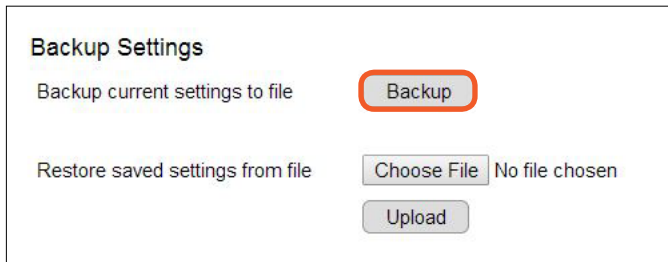 Backup Settings
Backup current settings to file Backup
Restore saved settings from file Choose File No file chosen
Upload